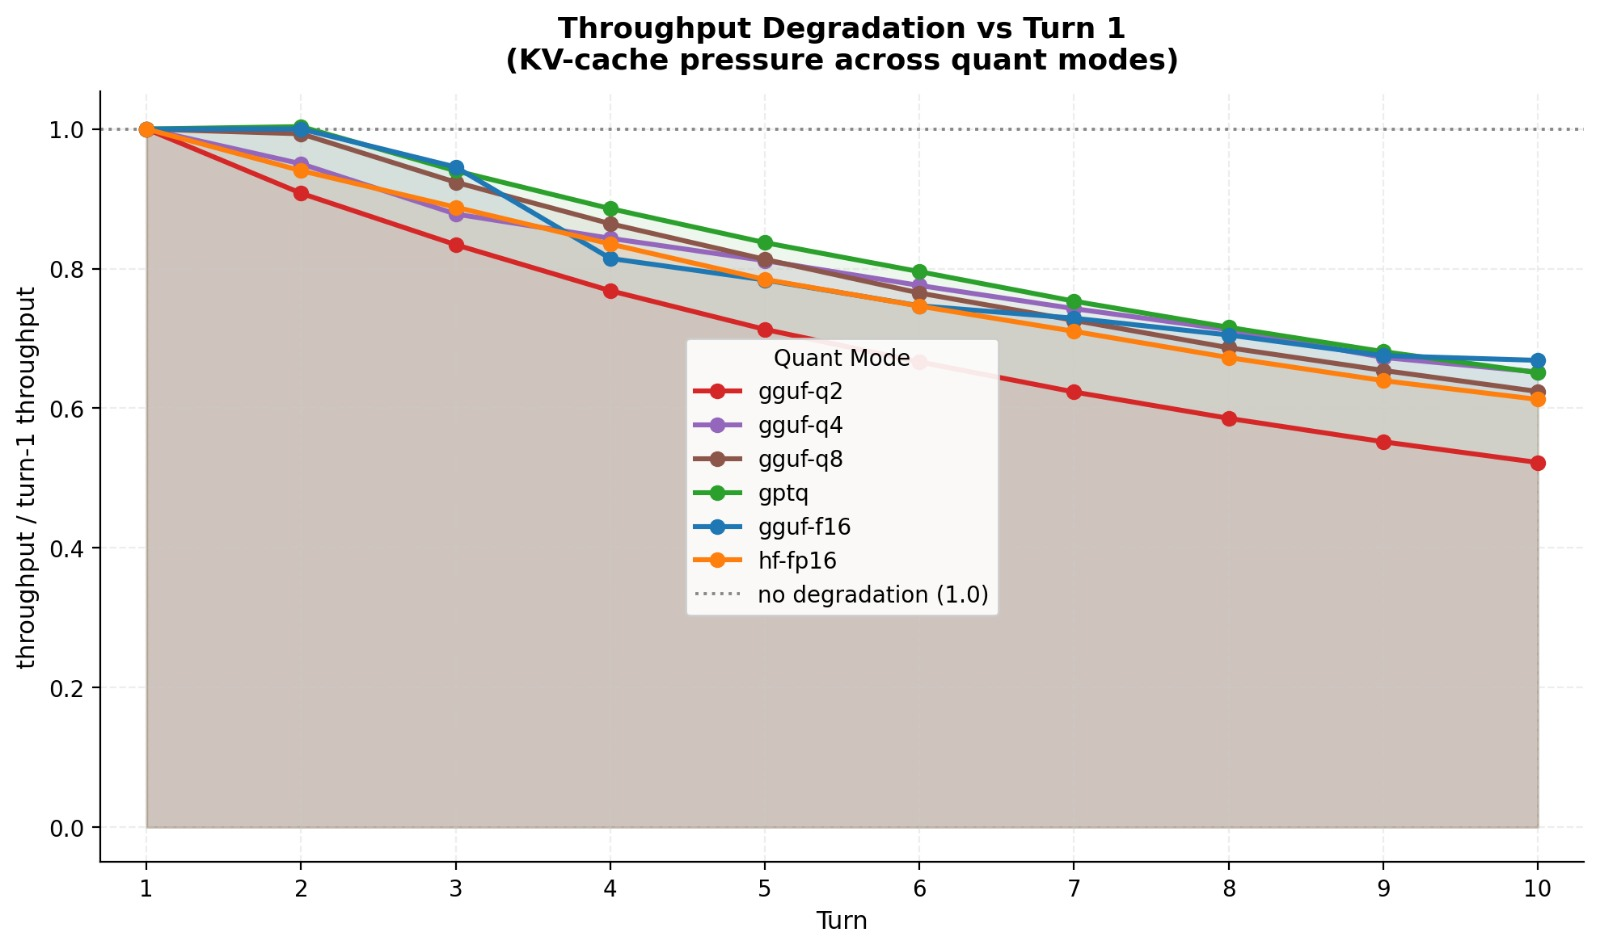 Throughput Degradation vs Turn 1
(KV-cache pressure across quant modes)
throughput / turn-1 throughput
1.0
0.8
0.6
0.4
0.2
0.0
Quant Mode
gguf-q2
gguf-q4
gguf-q8
gptq
gguf-f16
hf-fp16
no degradation (1.0)
1 2 3 4 5 6 7 8 9 10
Turn